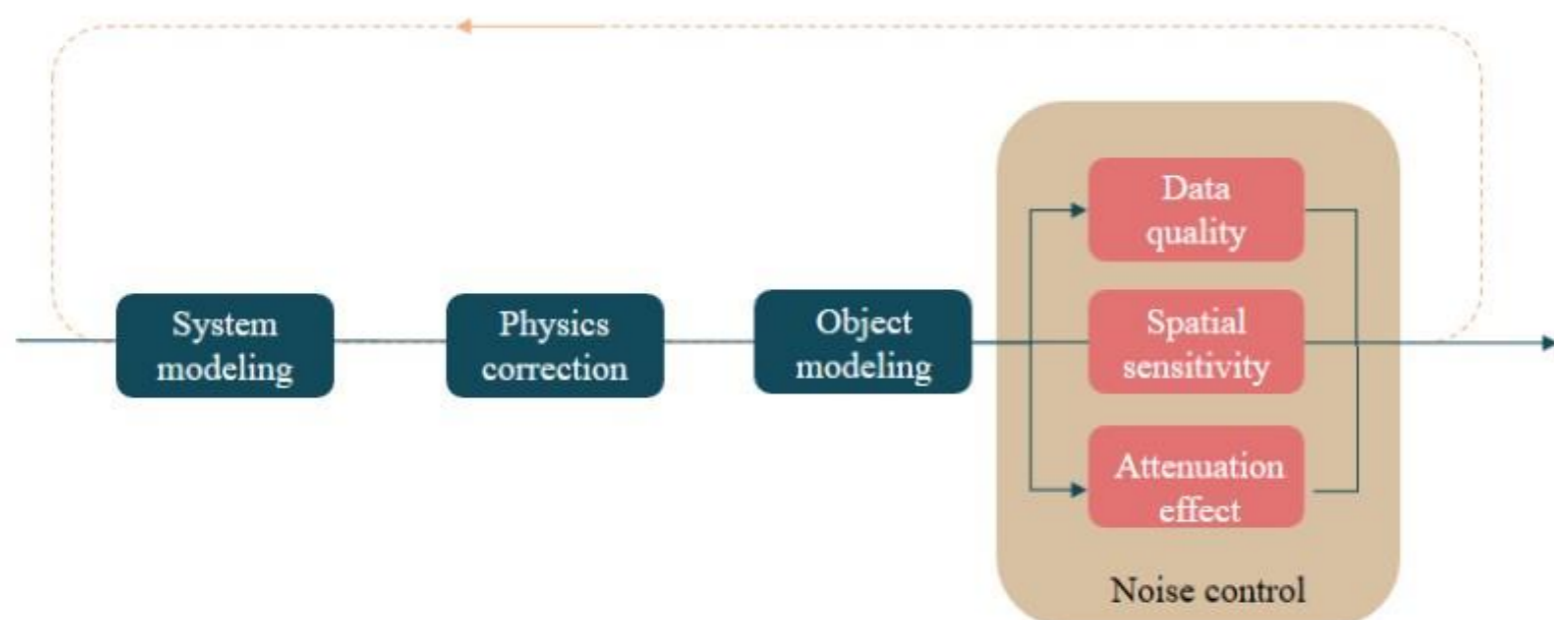 System
modeling
Physics
correction
Object
modeling
Data
quality
Spatial
sensitivity
Attenuation
effect
Noise control